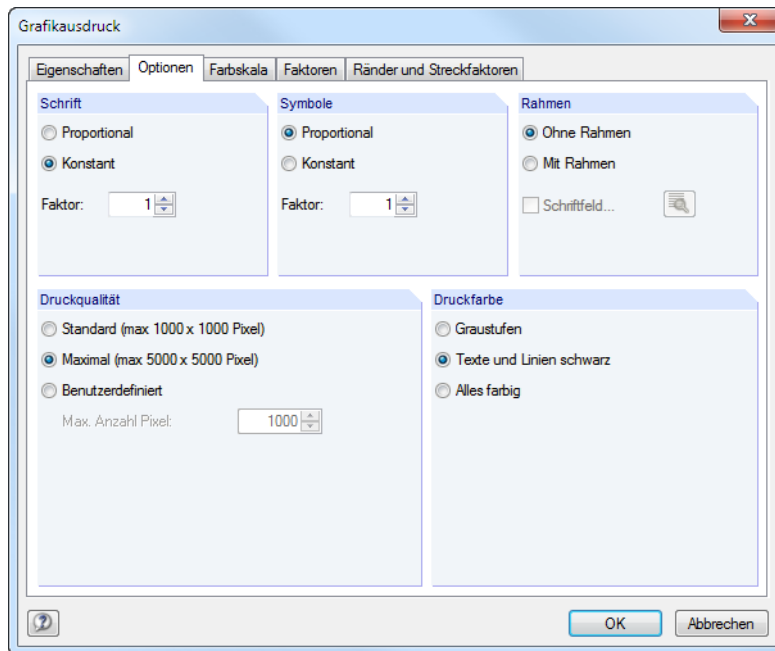 Grafikausdruck
Eigenschaften Optionen Farbskala Faktoren Ränder und Streckfaktoren
Schrift
Proportional
Konstant
Faktor: 1
Symbole
Proportional
Konstant
Faktor: 1
Rahmen
Ohne Rahmen
Mit Rahmen
Schriftfeld...
Druckqualität
Standard (max 1000 x 1000 Pixel)
Maximal (max 5000 x 5000 Pixel)
Benutzerdefiniert
Max. Anzahl Pixel: 1000
Druckfarbe
Graustufen
Texte und Linien schwarz
Alles farbig
OK Abbrechen